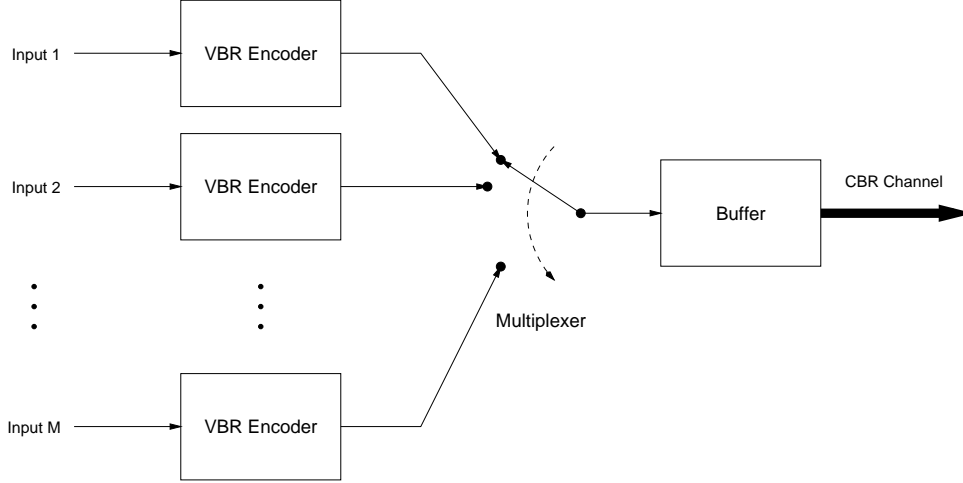 Input 1
VBR Encoder
Input 2
VBR Encoder
CBR Channel
Buffer
Multiplexer
Input M
VBR Encoder